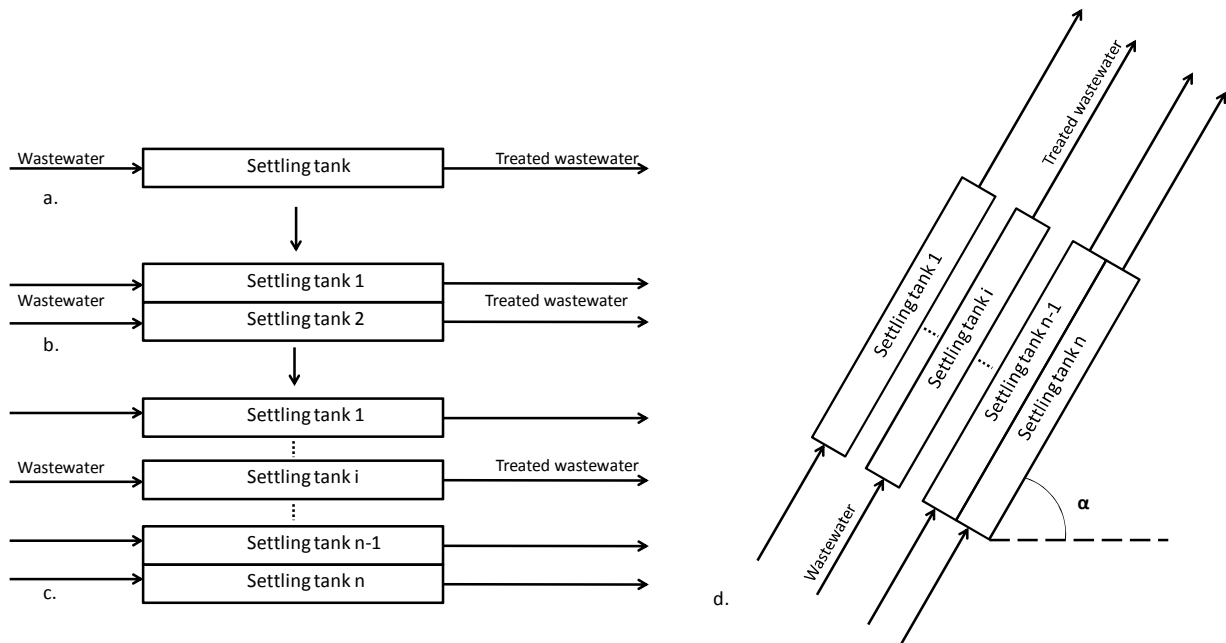 Wastewater
Settling tank
Treated wastewater
a.
Settling tank 1
Wastewater
Treated wastewater
Settling tank 2
b.
Settling tank 1
Wastewater
Settling tank i
Treated wastewater
Settling tank n-1
Settling tank n
c.
Treated wastewater
Settling tank 1
Settling tank i
Settling tank n-1
Settling tank n
α
Wastewater
d.